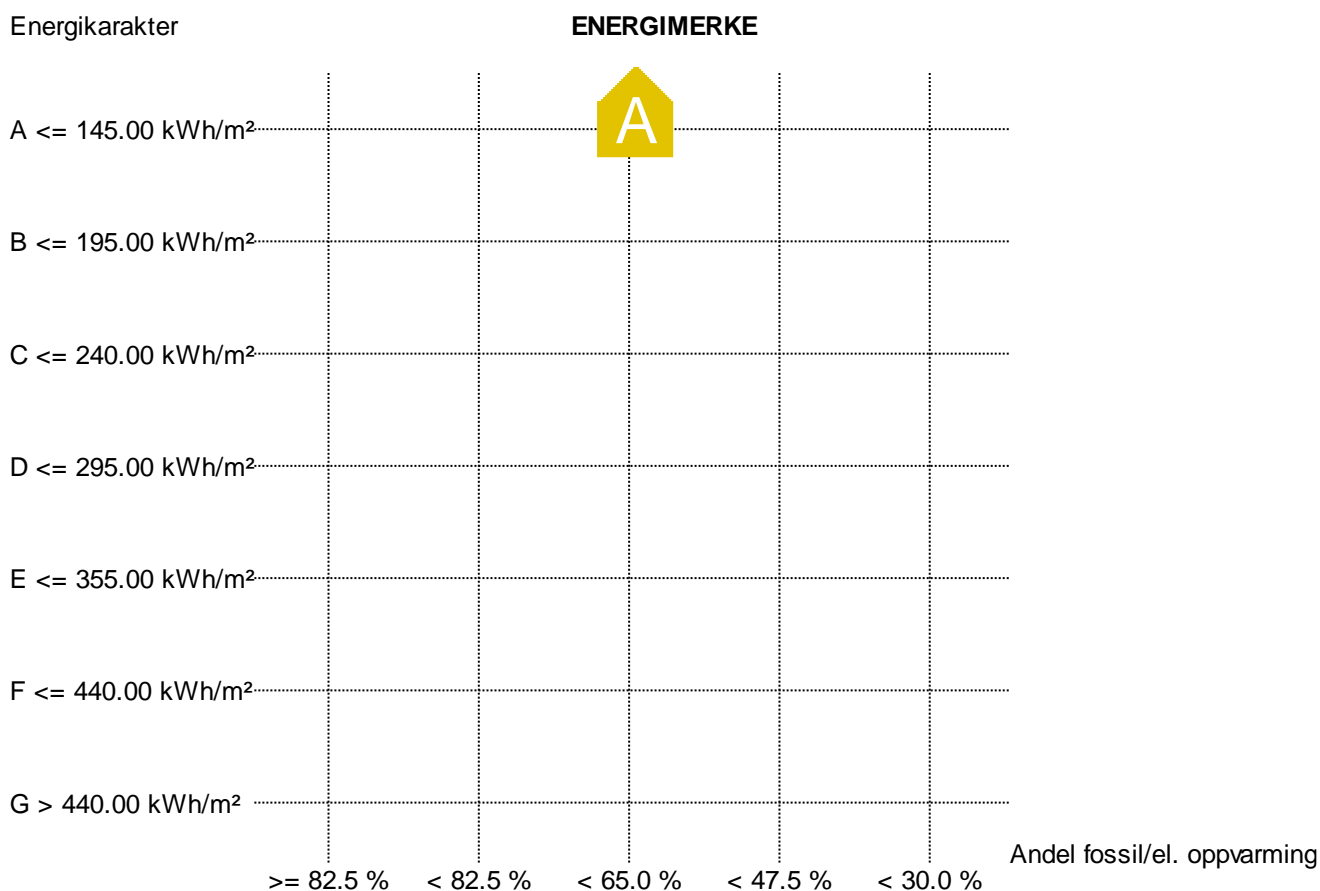 Energikarakter
ENERGIMERKE
A
A <= 145.00 kWh/m²
B <= 195.00 kWh/m²
C <= 240.00 kWh/m²
D <= 295.00 kWh/m²
E <= 355.00 kWh/m²
F <= 440.00 kWh/m²
G > 440.00 kWh/m²
Andel fossil/el. oppvarming
>= 82.5 % < 82.5 % < 65.0 % < 47.5 % < 30.0 %